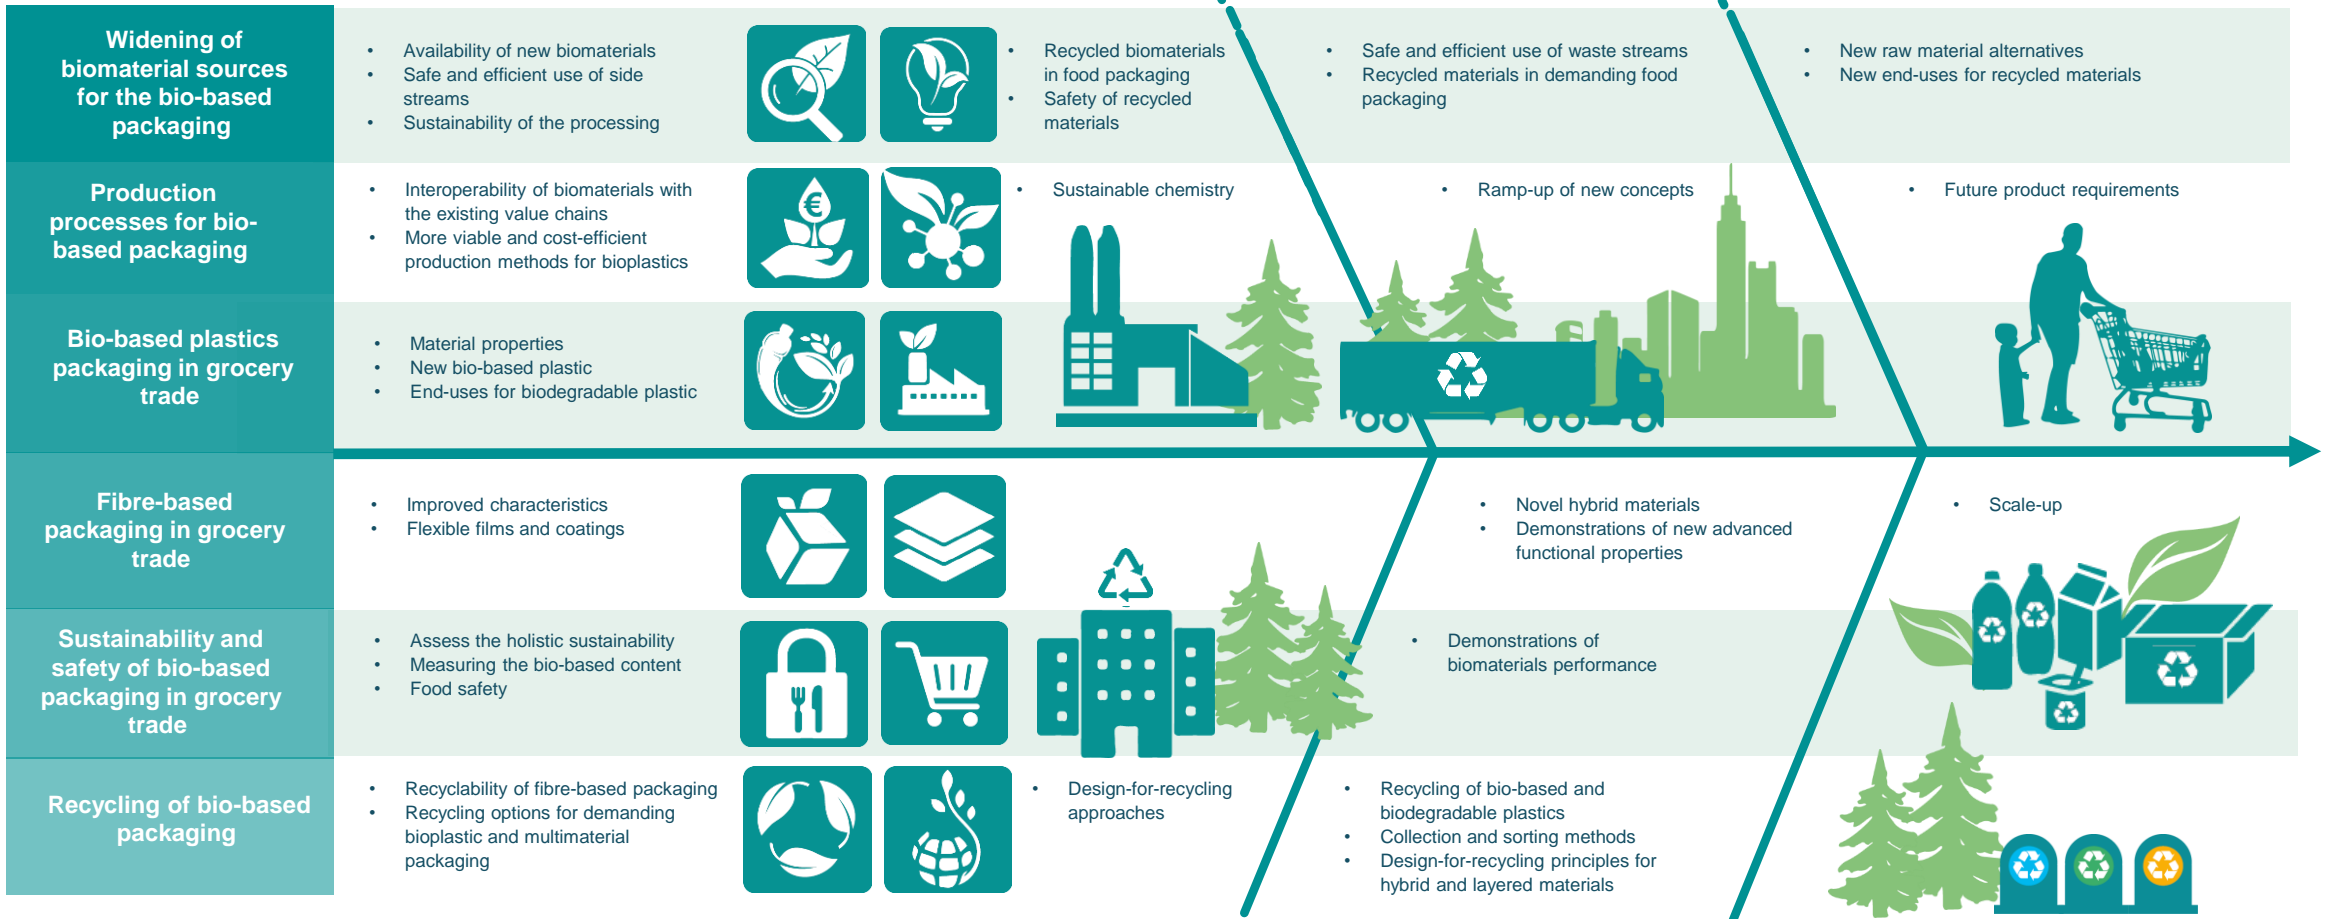 Widening of
biomaterial sources
for the bio-based
packaging
• Availability of new biomaterials
• Safe and efficient use of side
streams
• Sustainability of the processing
• Recycled biomaterials
in food packaging
• Safety of recycled
materials
• Safe and efficient use of waste streams
• Recycled materials in demanding food
packaging
• New raw material alternatives
• New end-uses for recycled materials
Production
processes for bio-
based packaging
• Interoperability of biomaterials with
the existing value chains
• More viable and cost-efficient
production methods for bioplastics
€
• Sustainable chemistry
• Ramp-up of new concepts
• Future product requirements
Bio-based plastics
packaging in grocery
trade
• Material properties
• New bio-based plastic
• End-uses for biodegradable plastic
Fibre-based
packaging in grocery
trade
• Improved characteristics
• Flexible films and coatings
• Novel hybrid materials
• Demonstrations of new advanced
functional properties
• Scale-up
Sustainability and
safety of bio-based
packaging in grocery
trade
• Assess the holistic sustainability
• Measuring the bio-based content
• Food safety
• Demonstrations of
biomaterials performance
Recycling of bio-based
packaging
• Recyclability of fibre-based packaging
• Recycling options for demanding
bioplastic and multimaterial
packaging
• Design-for-recycling
approaches
• Recycling of bio-based and
biodegradable plastics
• Collection and sorting methods
• Design-for-recycling principles for
hybrid and layered materials